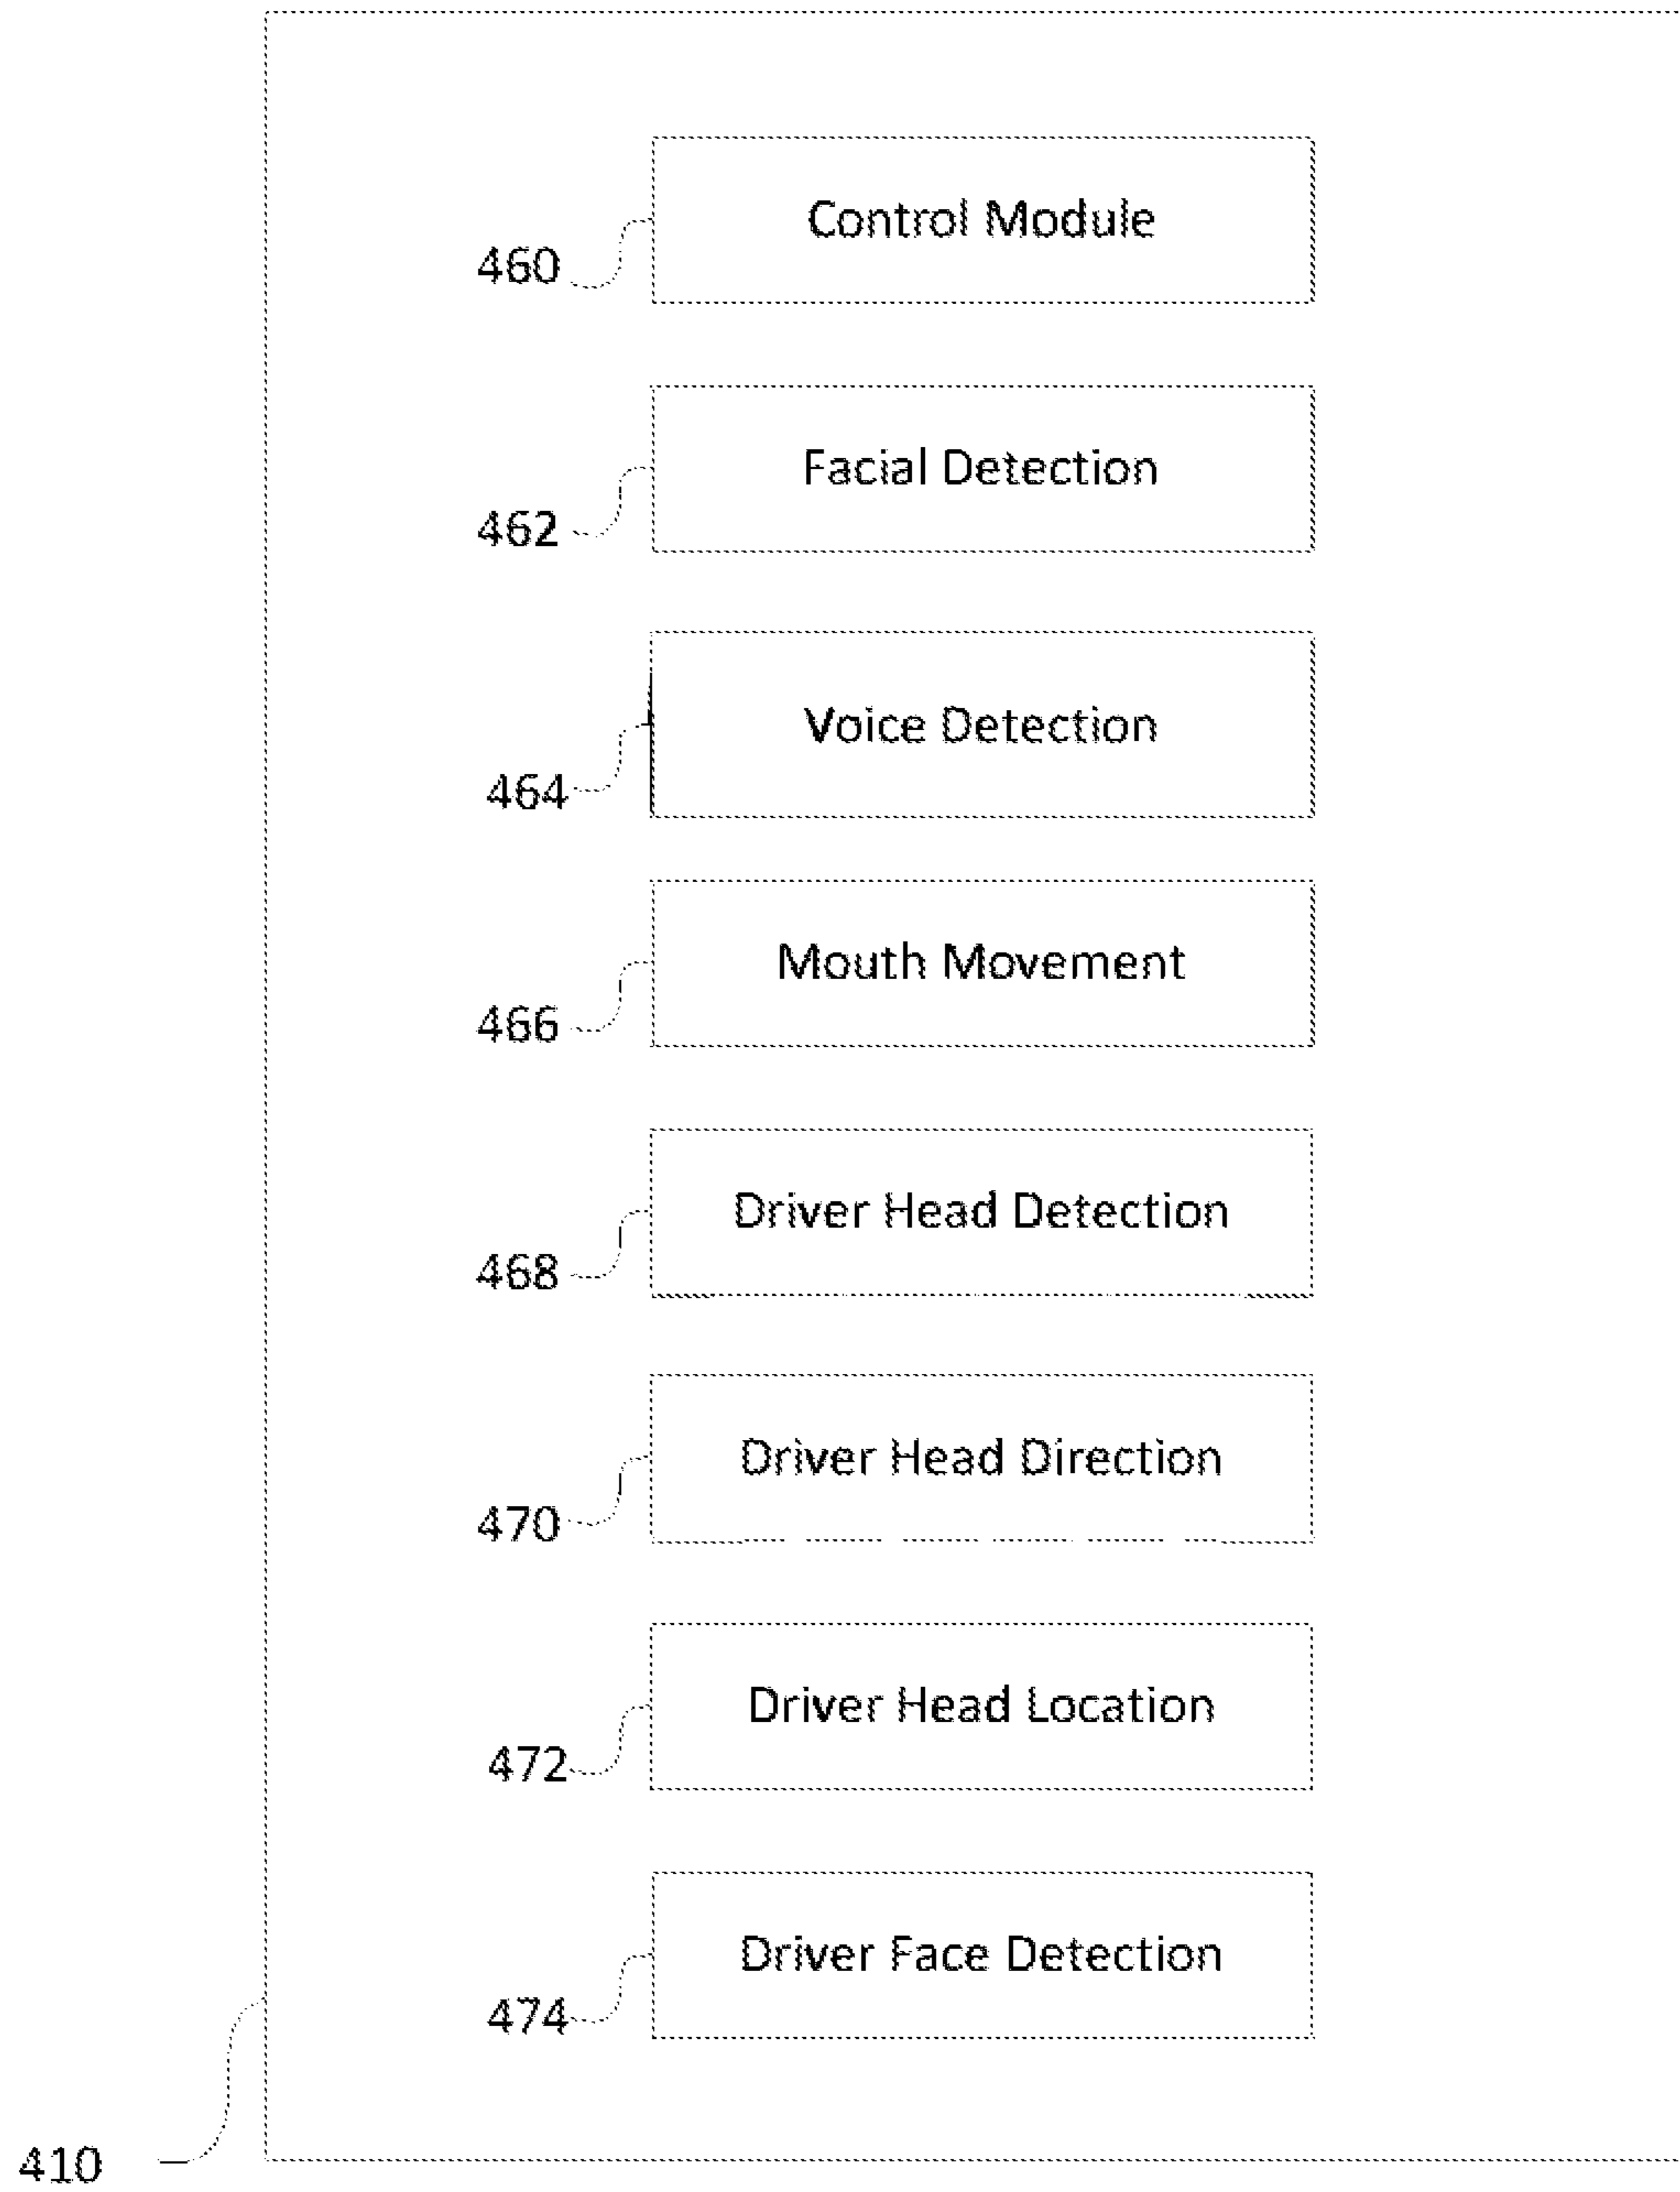 Control Module
460
Facial Detection
462
Voice Detection
464
Mouth Movement
466
Driver Head Detection
468
Driver Head Direction
470
Driver Head Location
472
Driver Face Detection
474
410